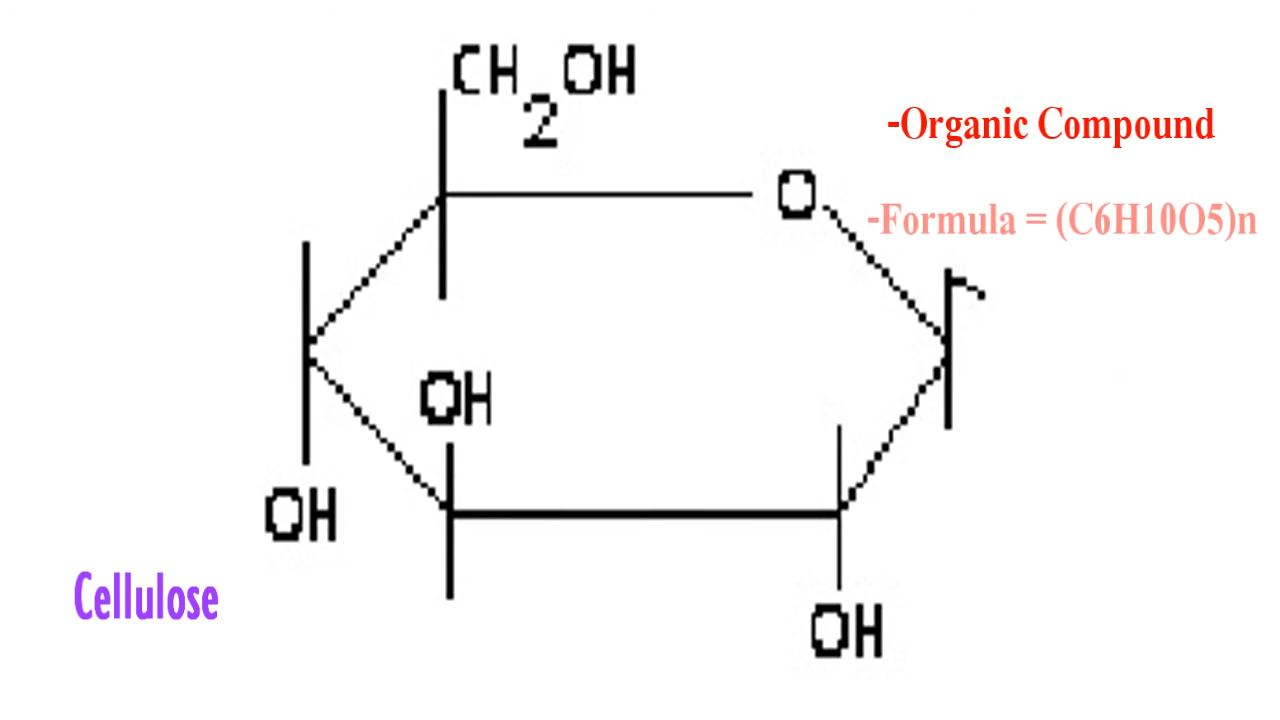 CH2OH
-Organic Compound
O
-Formula = (C6H10O5)n
OH
OH
Cellulose
OH